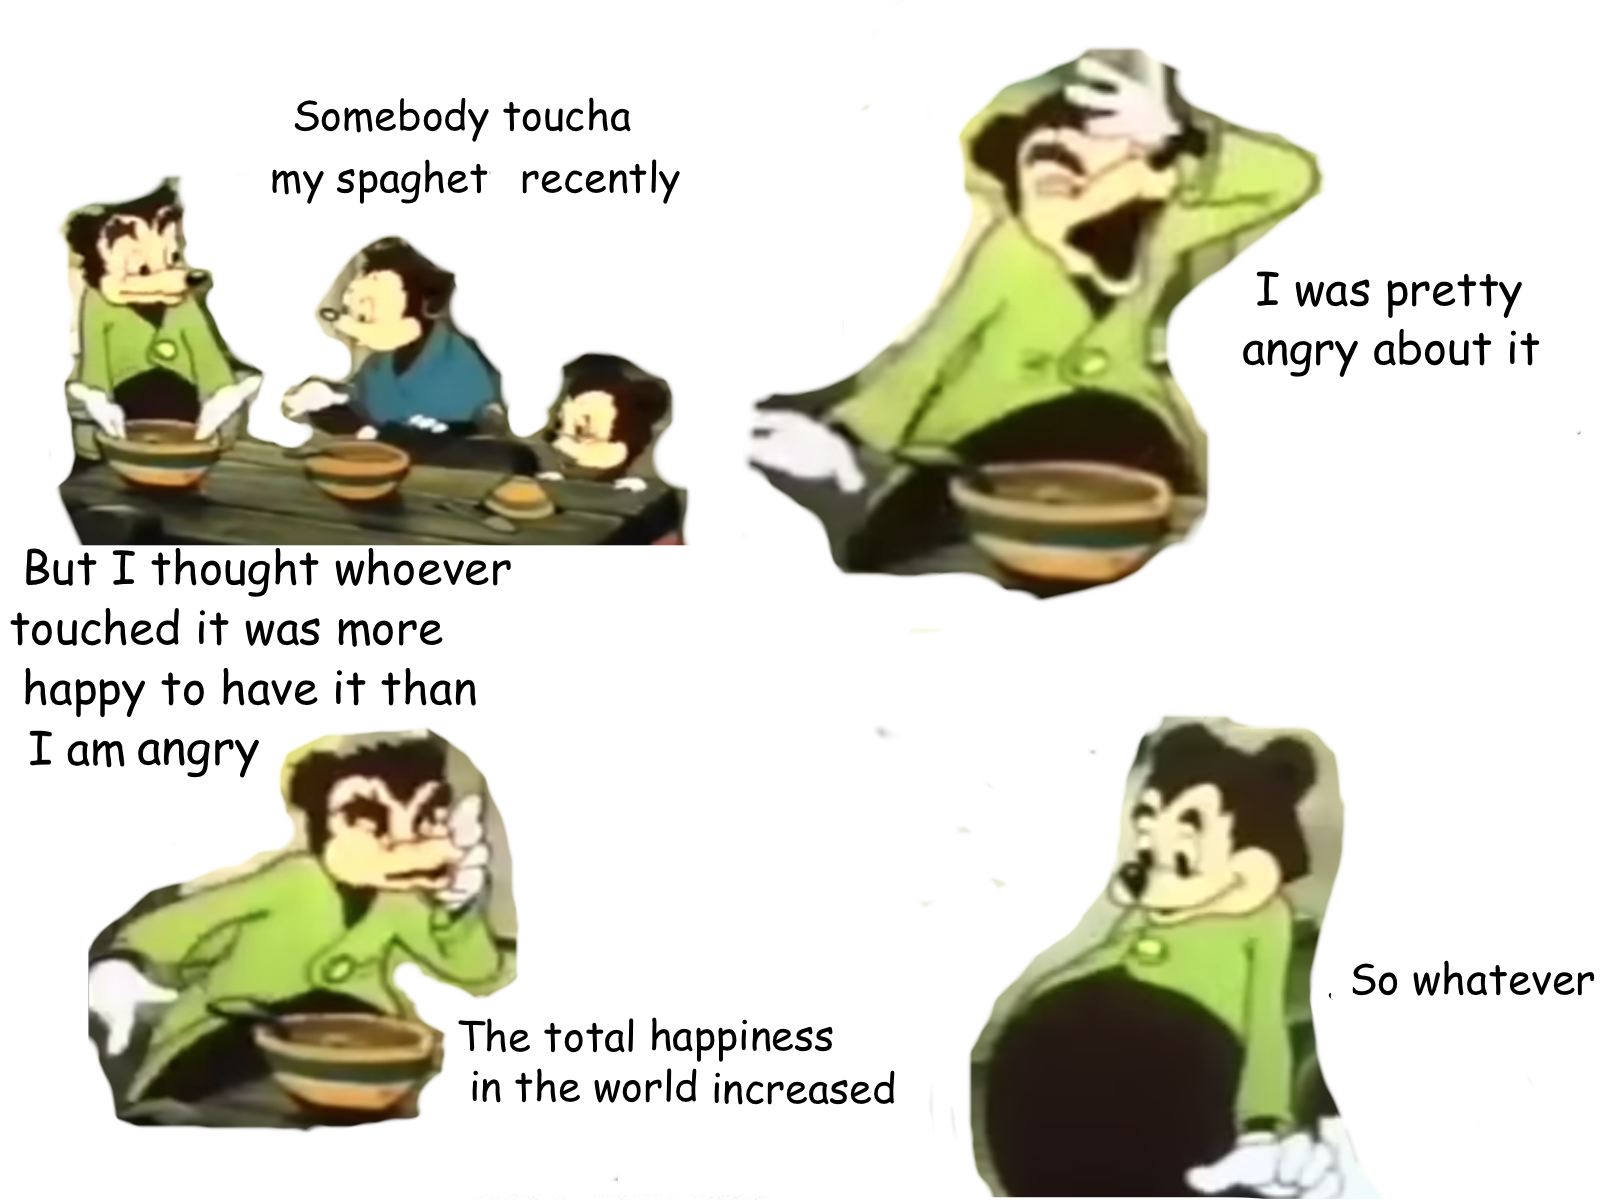 Somebody toucha
my spaghet recently
I was pretty
angry about it
But I thought whoever
touched it was more
happy to have it than
I am angry
The total happiness
in the world increased
So whatever